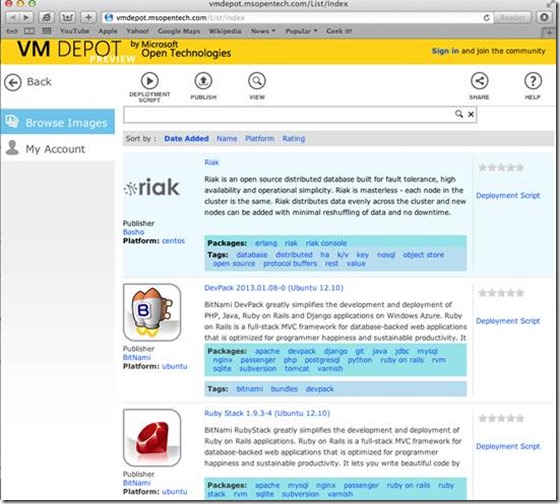 vmdepot.msopentech.com/List/Index
vmdepot.msopentech.com/List/Index
Reader
YouTube Apple Yahoo! Google Maps Wikipedia News Popular Geek it!
VM DEPOT by Microsoft
Open Technologies
PREVIEW
Sign in and join the community
Back
DEPLOYMENT
SCRIPT
PUBLISH
VIEW
SHARE
HELP
Browse Images
My Account
Sort by : Date Added Name Platform Rating
riak
Publisher
Basho
Platform: centos
Riak
Riak is an open source distributed database built for fault tolerance, high
availability and operational simplicity. Riak is masterless - each node in the
cluster is the same. Riak distributes data evenly across the cluster and new
nodes can be added with minimal reshuffling of data and no downtime.
Packages: erlang riak riak console
Tags: database distributed ha k/v key nosql object store
open source protocol buffers rest value
Deployment Script
B
Publisher
BitNami
Platform: ubuntu
DevPack 2013.01.08-0 (Ubuntu 12.10)
BitNami DevPack greatly simplifies the development and deployment of
PHP, Java, Ruby on Rails and Django applications on Windows Azure. Ruby
on Rails is a full-stack MVC framework for database-backed web applications
that is optimized for programmer happiness and sustainable productivity. It
Packages: apache devpack django git java jdbc mysql
nginx passenger php postgresql python ruby on rails rvm
sqlite subversion tomcat varnish
Tags: bitnami bundles devpack
Deployment Script
Publisher
BitNami
Platform: ubuntu
Ruby Stack 1.9.3-4 (Ubuntu 12.10)
BitNami RubyStack greatly simplifies the development and deployment of
Ruby on Rails applications. Ruby on Rails is a full-stack MVC framework for
database-backed web applications that is optimized for programmer
happiness and sustainable productivity. It lets you write beautiful code by
Packages: apache mysql nginx passenger ruby on rails ruby
stack rvm sqlite subversion varnish
Deployment Script